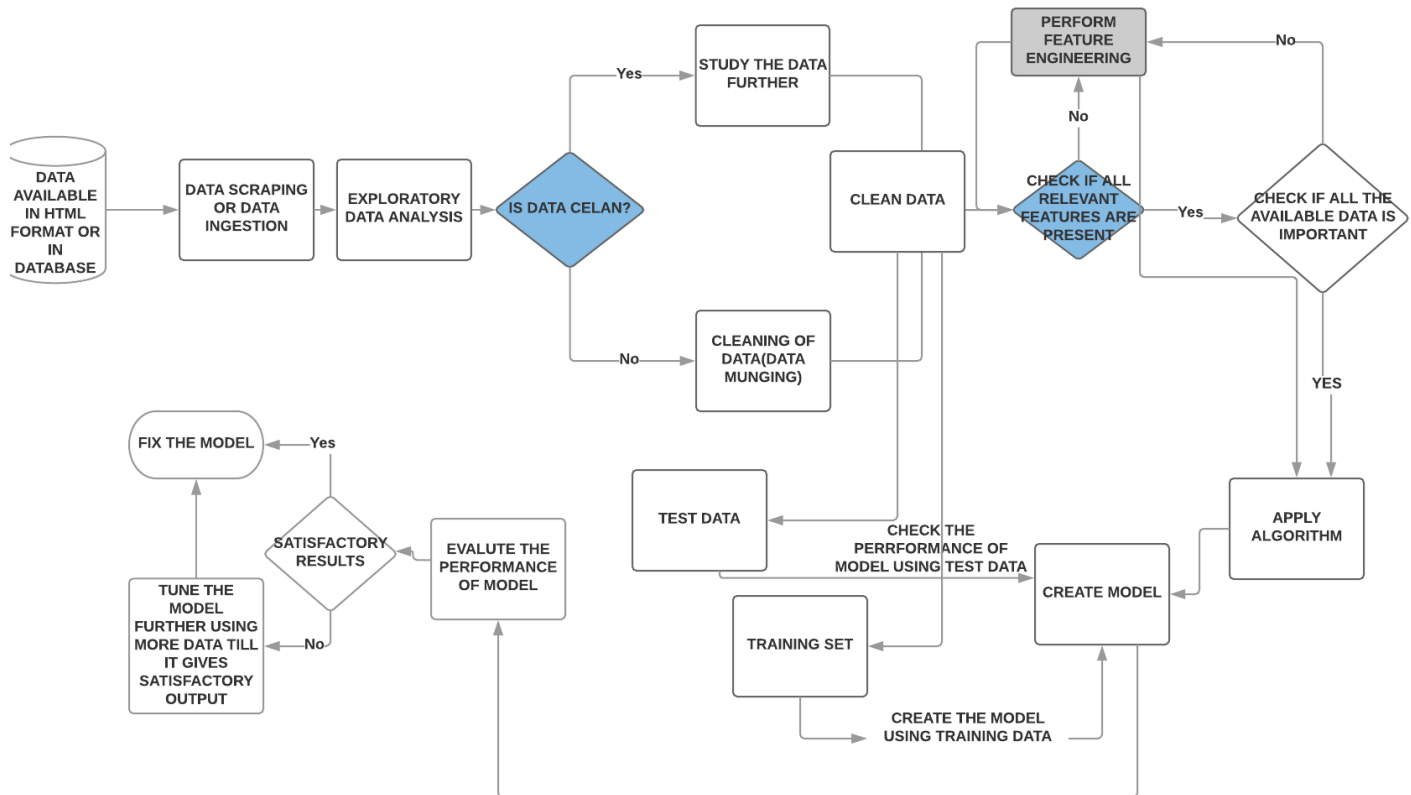 DATA
AVAILABLE
IN HTML
FORMAT OR
IN
DATABASE
DATA SCRAPING
OR DATA
INGESTION
EXPLORATORY
DATA ANALYSIS
IS DATA CELAN?
Yes
No
STUDY THE DATA
FURTHER
CLEANING OF
DATA(DATA
MUNGING)
CLEAN DATA
PERFORM
FEATURE
ENGINEERING
No
CHECK IF ALL
RELEVANT
FEATURES ARE
PRESENT
Yes
No
CHECK IF ALL THE
AVAILABLE DATA IS
IMPORTANT
YES
APPLY
ALGORITHM
TEST DATA
CHECK THE
PERRFORMANCE OF
MODEL USING TEST DATA
CREATE MODEL
TRAINING SET
CREATE THE MODEL
USING TRAINING DATA
EVALUTE THE
PERFORMANCE
OF MODEL
SATISFACTORY
RESULTS
Yes
No
FIX THE MODEL
TUNE THE
MODEL
FURTHER USING
MORE DATA TILL
IT GIVES
SATISFACTORY
OUTPUT